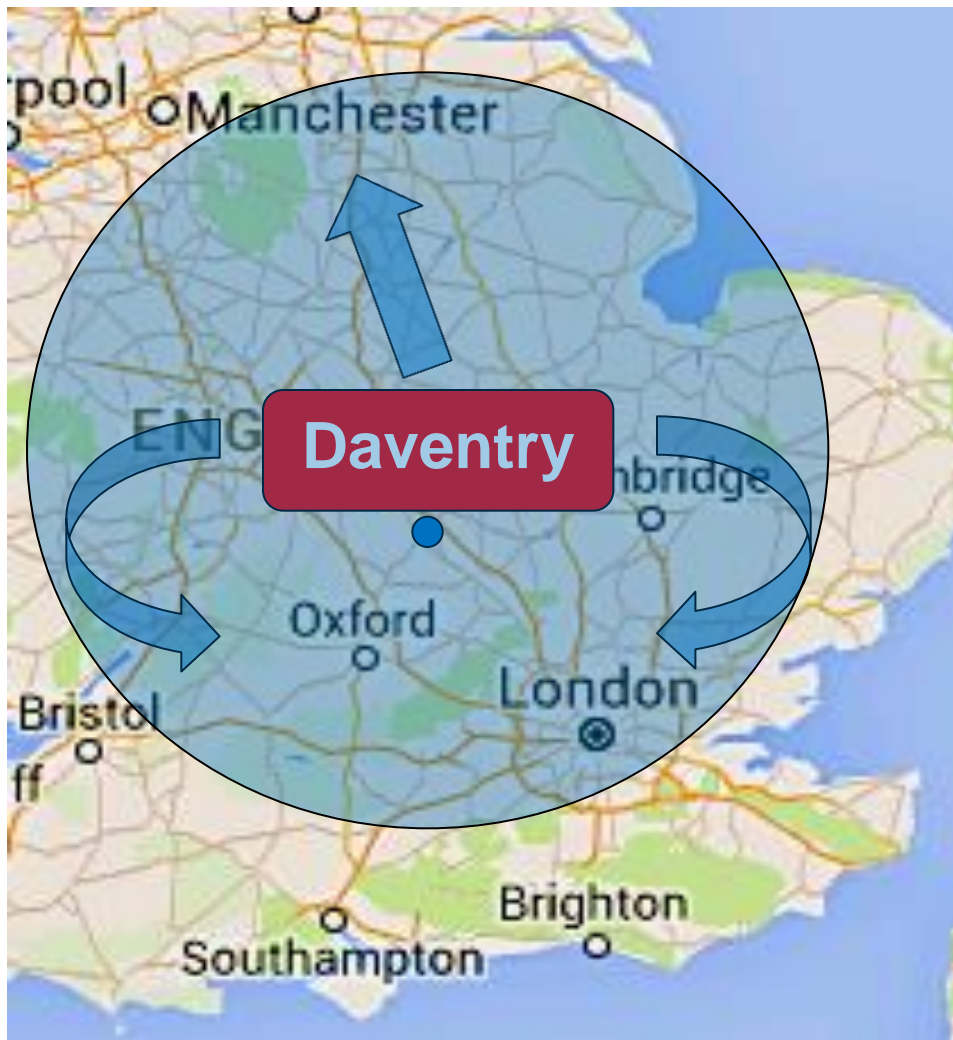 rpool
Manchester
ENG
Daventry
nbridge
Oxford
London
Bristol
ff
Brighton
Southampton